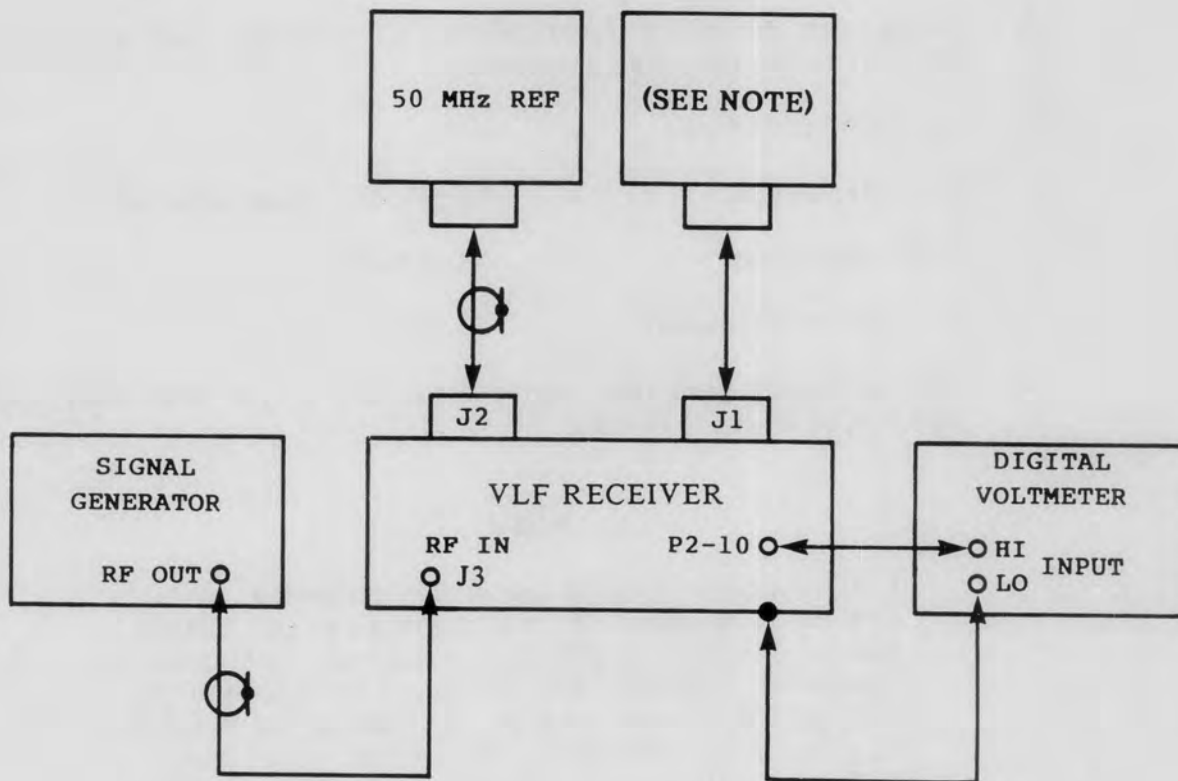 50 MHz REF
(SEE NOTE)
J2
J1
SIGNAL
GENERATOR
RF OUT
VLF RECEIVER
RF IN
J3
P2-10
DIGITAL
VOLTMETER
HI
INPUT
LO